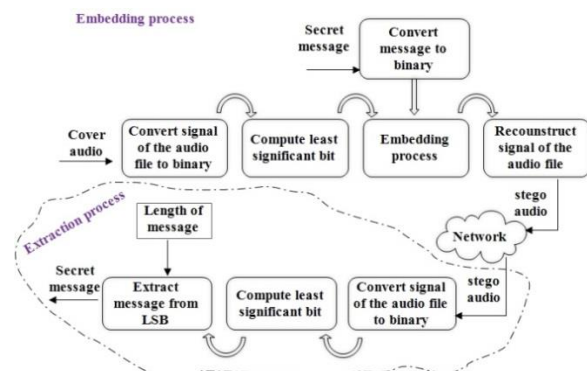 Embedding process
Secret
message
Convert
message to
binary
Cover
audio
Convert signal
of the audio
file to binary
Compute least
significant bit
Embedding
process
Recounstruct
signal of the
audio file
stego
audio
Network
stego
audio
Extraction process
Length of
message
Secret
message
Extract
message from
LSB
Compute least
significant bit
Convert signal
of the audio file
to binary